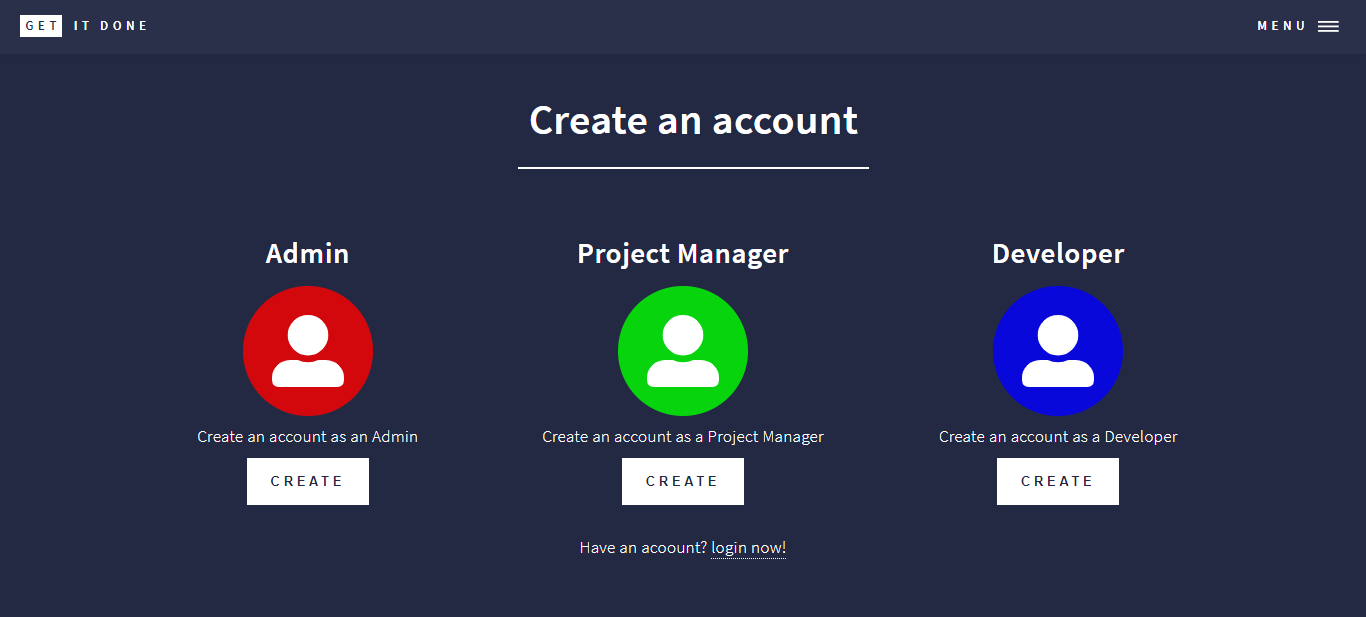 GET IT DONE
MENU
Create an account
Admin
Project Manager
Developer
Create an account as an Admin
Create an account as a Project Manager
Create an account as a Developer
CREATE
CREATE
CREATE
Have an acoount? login now!